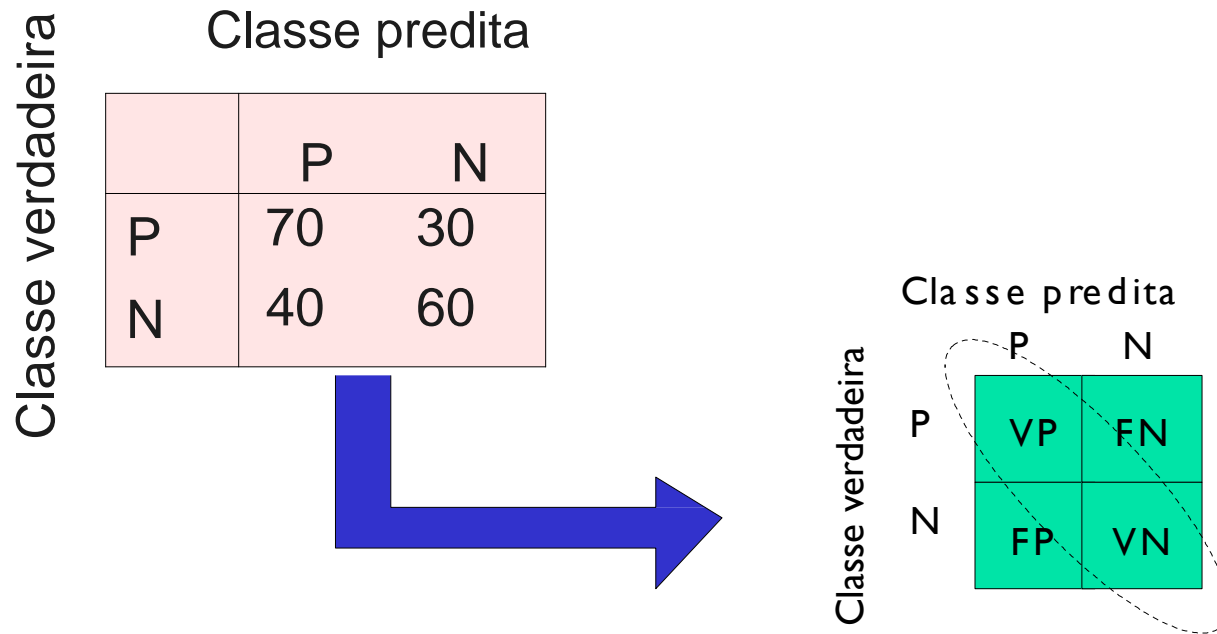 Classe predita
Classe verdadeira
P N
P 70 30
N 40 60
Classe predita
Classe verdadeira
P N
P VP FN
N FP VN